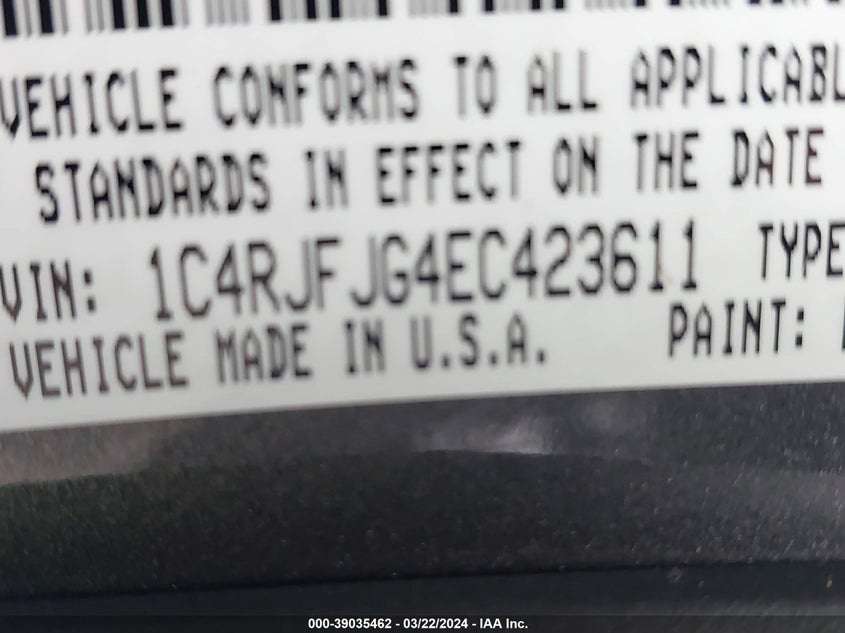 VEHICLE CONFORMS TO ALL APPLICABL
STANDARDS IN EFFECT ON THE DATE
VIN: 1C4RJFJG4EC423611 TYPE
VEHICLE MADE IN U.S.A. PAINT:
000-39035462 - 03/22/2024 - IAA Inc.